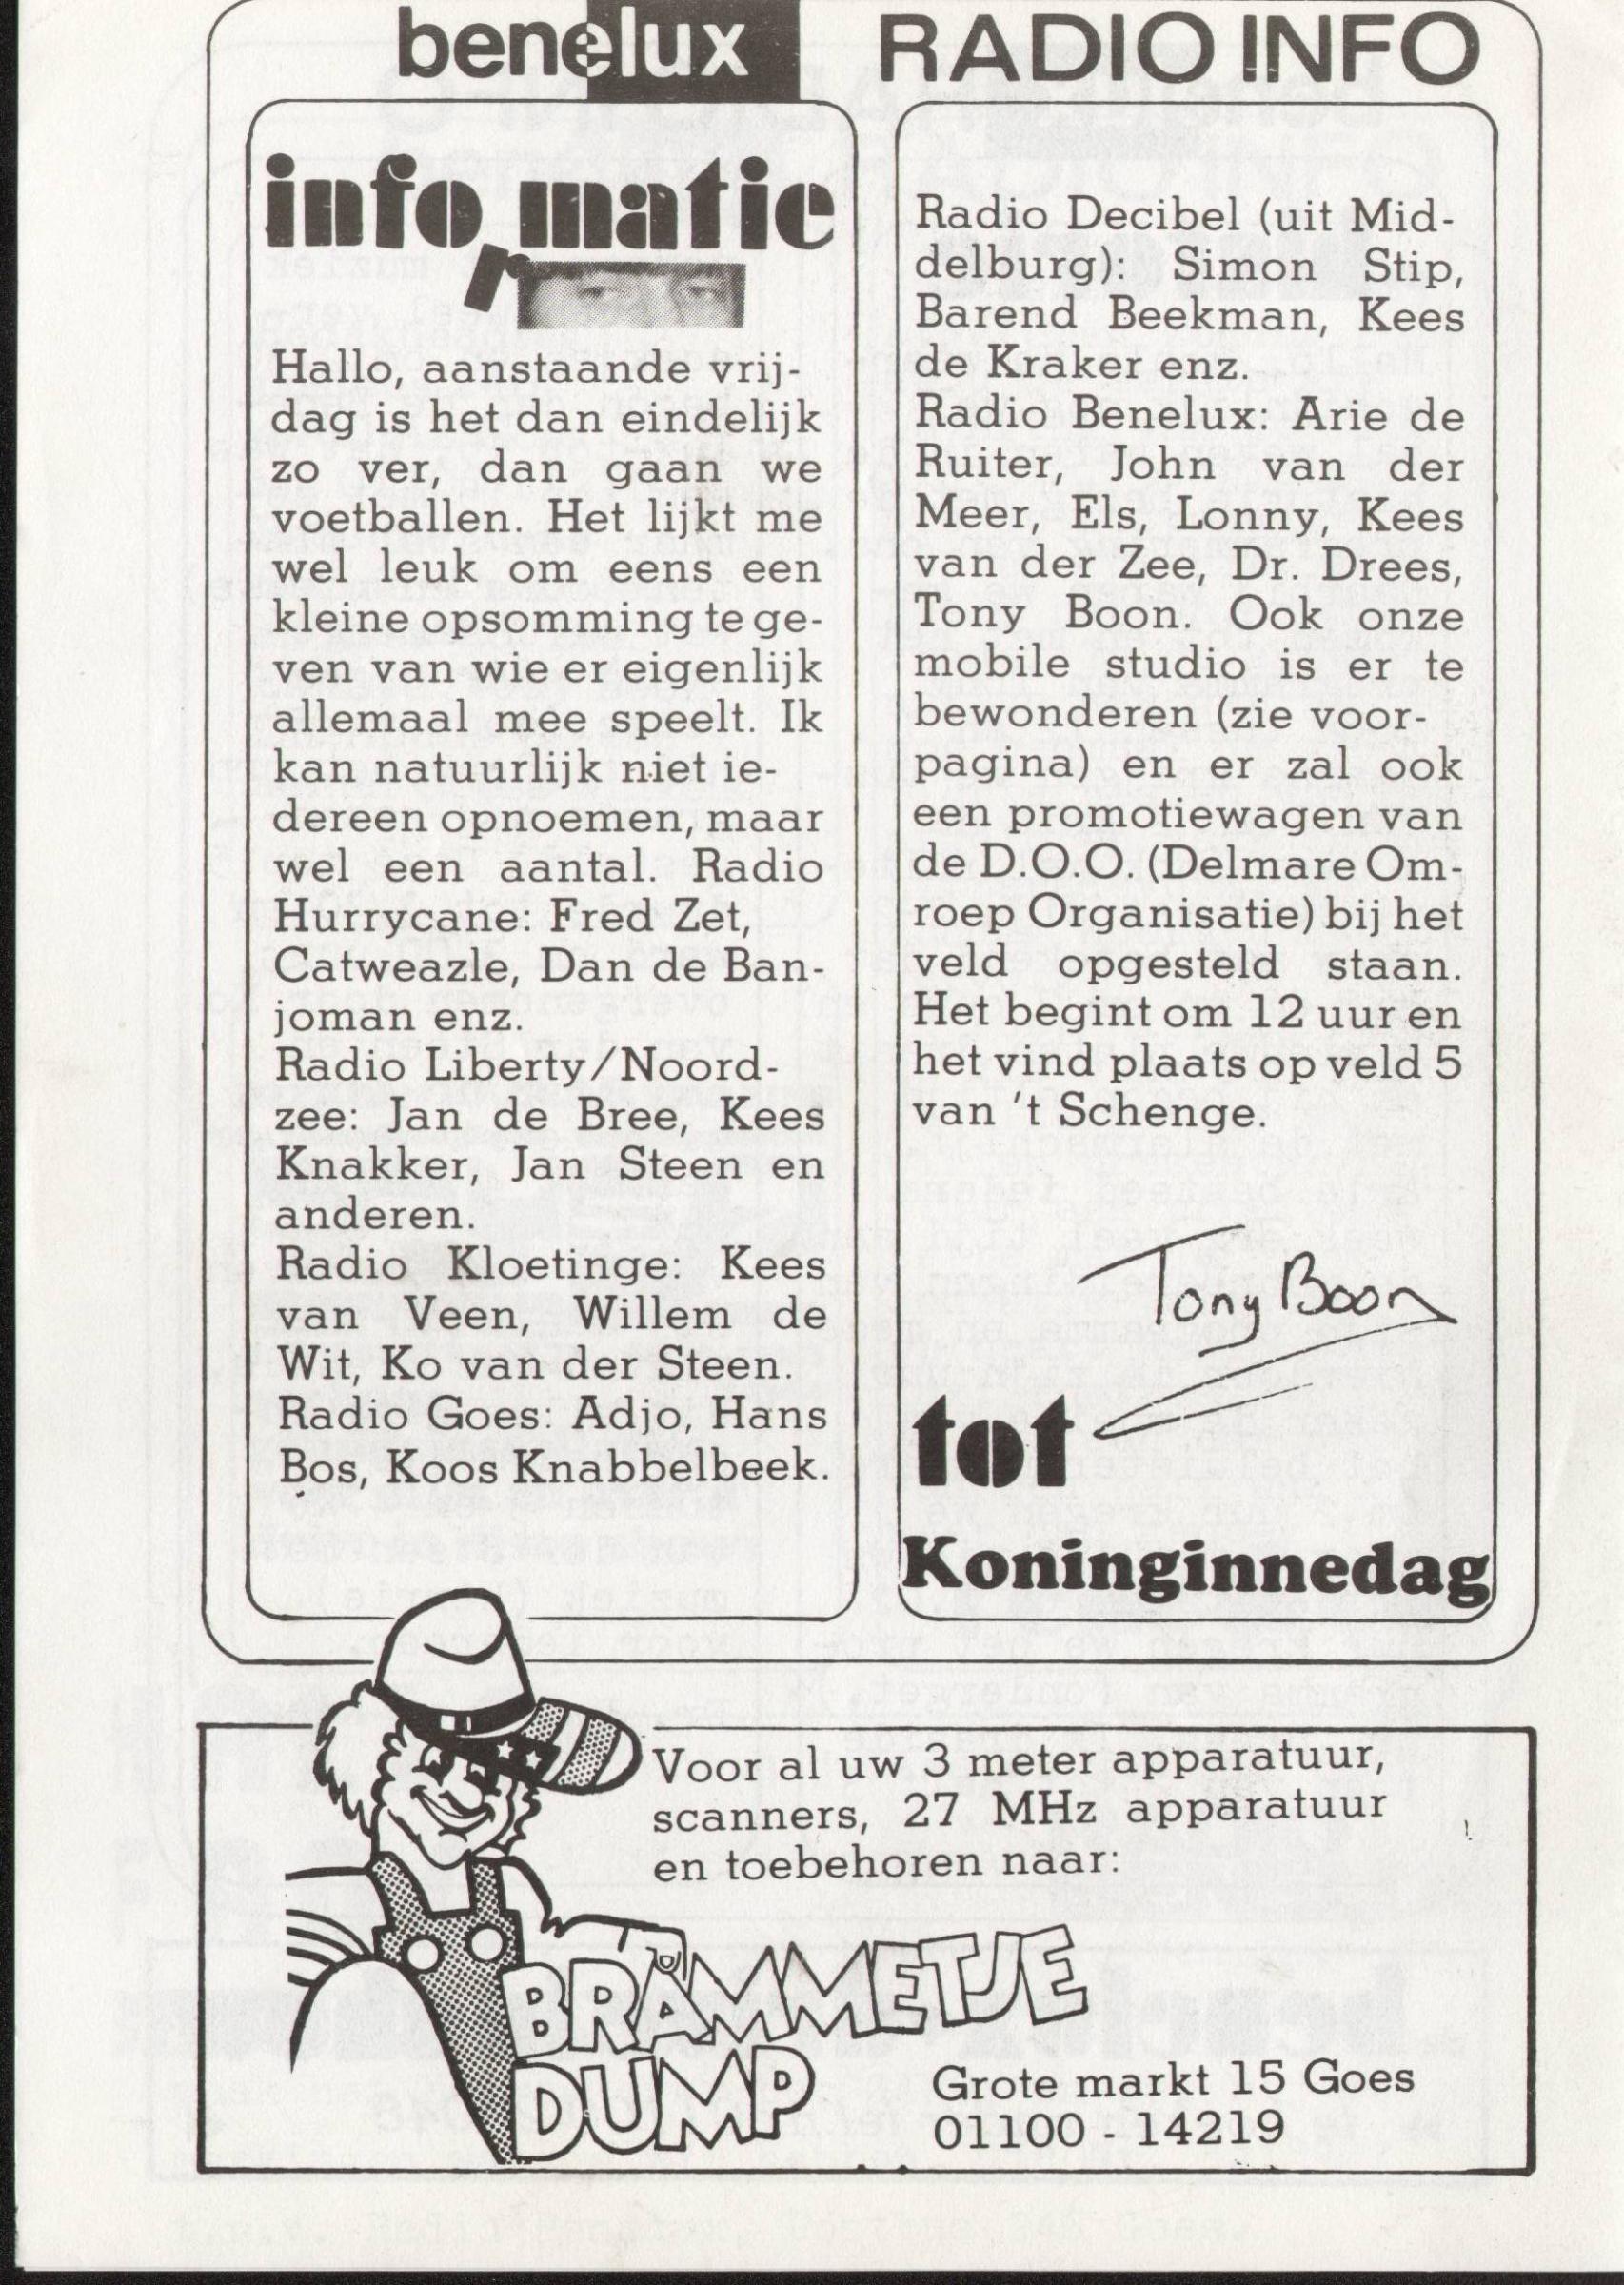 benelux RADIO INFO
informatie
Hallo, aanstaande vrij-
dag is het dan eindelijk
zo ver, dan gaan we
voetballen. Het lijkt me
wel leuk om eens een
kleine opsomming te ge-
ven van wie er eigenlijk
allemaal mee speelt. Ik
kan natuurlijk niet ie-
dereen opnoemen, maar
wel een aantal. Radio
Hurrycane: Fred Zet,
Catweazle, Dan de Ban-
joman enz.
Radio Liberty/Noord-
zee: Jan de Bree, Kees
Knakker, Jan Steen en
anderen.
Radio Kloetinge: Kees
van Veen, Willem de
Wit, Ko van der Steen.
Radio Goes: Adjo, Hans
Bos, Koos Knabbelbeek.
Radio Decibel (uit Mid-
delburg): Simon Stip,
Barend Beekman, Kees
de Kraker enz.
Radio Benelux: Arie de
Ruiter, John van der
Meer, Els, Lonny, Kees
van der Zee, Dr. Drees,
Tony Boon. Ook onze
mobile studio is er te
bewonderen (zie voor-
pagina) en er zal ook
een promotiewagen van
de D.O.O. (Delmare Om-
roep Organisatie) bij het
veld opgesteld staan.
Het begint om 12 uur en
het vind plaats op veld 5
van 't Schenge.
Tony Boon
tot
Koninginnedag
Voor al uw 3 meter apparatuur,
scanners, 27 MHz apparatuur
en toebehoren naar:
BRAMMETJE
DUMP
Grote markt 15 Goes
01100 - 14219